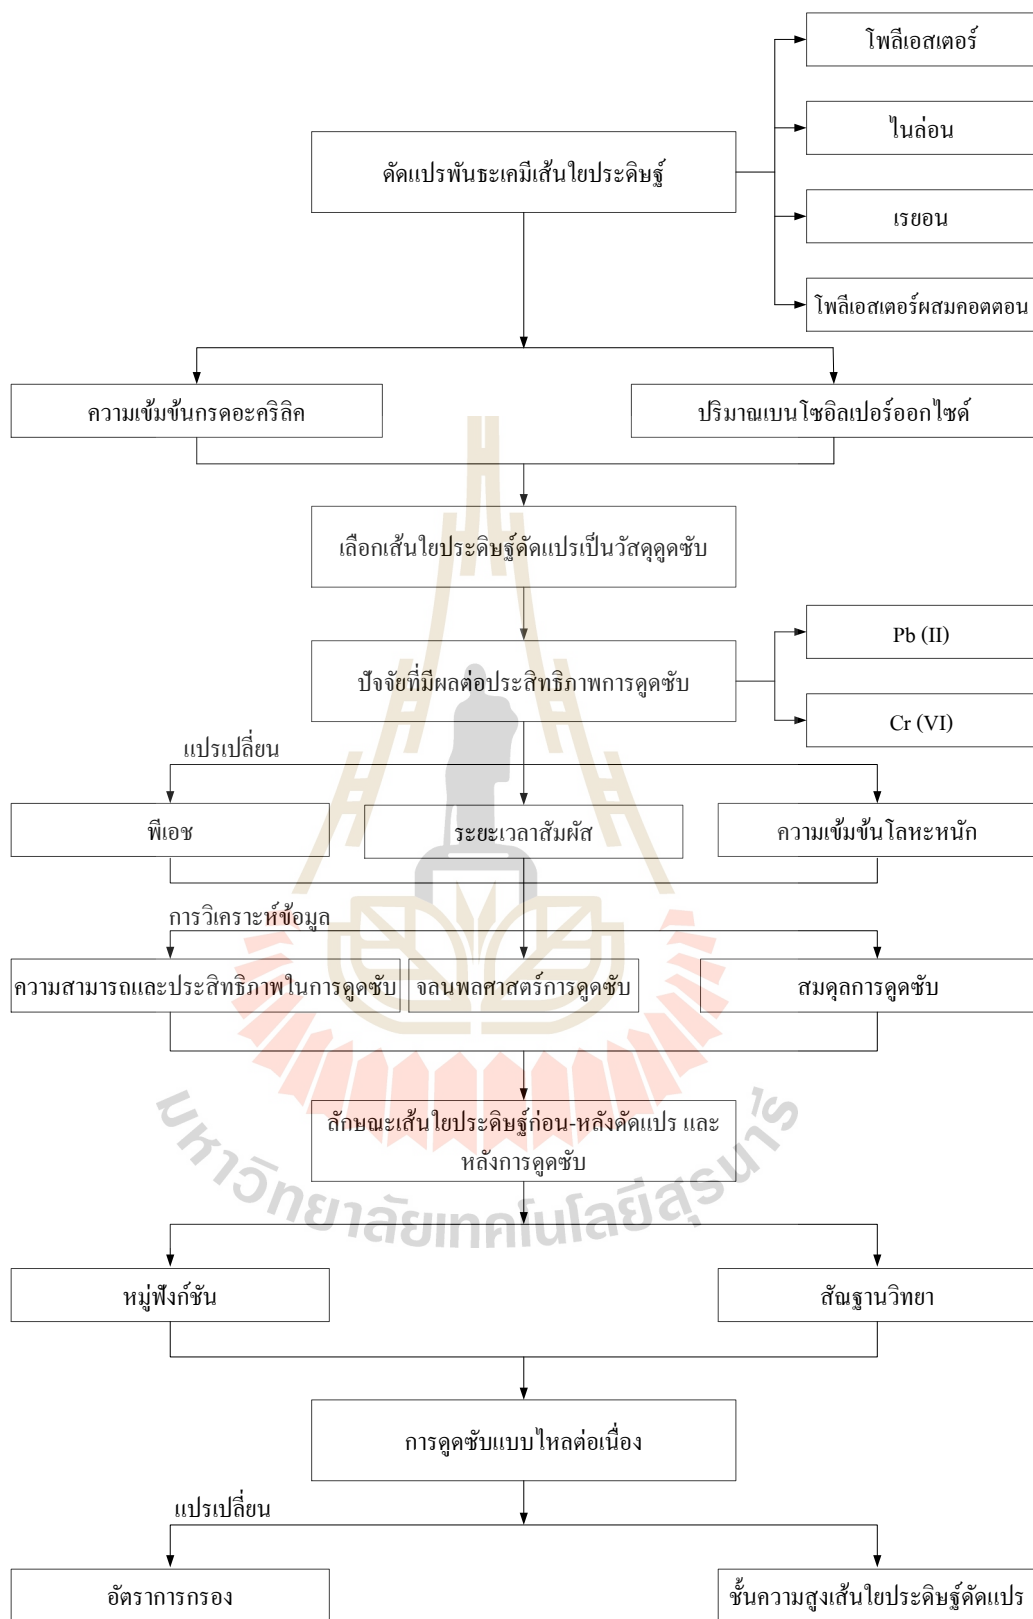 โพลีเอสเตอร์
ไนล่อน
ดัดแปรพันธะเคมีเส้นใยประดิษฐ์
เรยอน
โพลีเอสเตอร์ผสมคอตตอน
ความเข้มข้นกรดอะคริลิค
ปริมาณเบนโซอิลเปอร์ออกไซด์
เลือกเส้นใยประดิษฐ์ดัดแปรเป็นวัสดุดูดซับ
Pb (II)
ปัจจัยที่มีผลต่อประสิทธิภาพการดูดซับ
Cr (VI)
แปรเปลี่ยน
พีเอช
ระยะเวลาสัมผัส
ความเข้มข้นโลหะหนัก
การวิเคราะห์ข้อมูล
ความสามารถและประสิทธิภาพในการดูดซับ
จลนพลศาสตร์การดูดซับ
สมดุลการดูดซับ
ลักษณะเส้นใยประดิษฐ์ก่อน-หลังดัดแปร และ
หลังการดูดซับ
มหาวิทยาลัยเทคโนโลยีสุรนารี
หมู่ฟังก์ชัน
สัณฐานวิทยา
การดูดซับแบบไหลต่อเนื่อง
แปรเปลี่ยน
อัตราการกรอง
ชั้นความสูงเส้นใยประดิษฐ์ดัดแปร